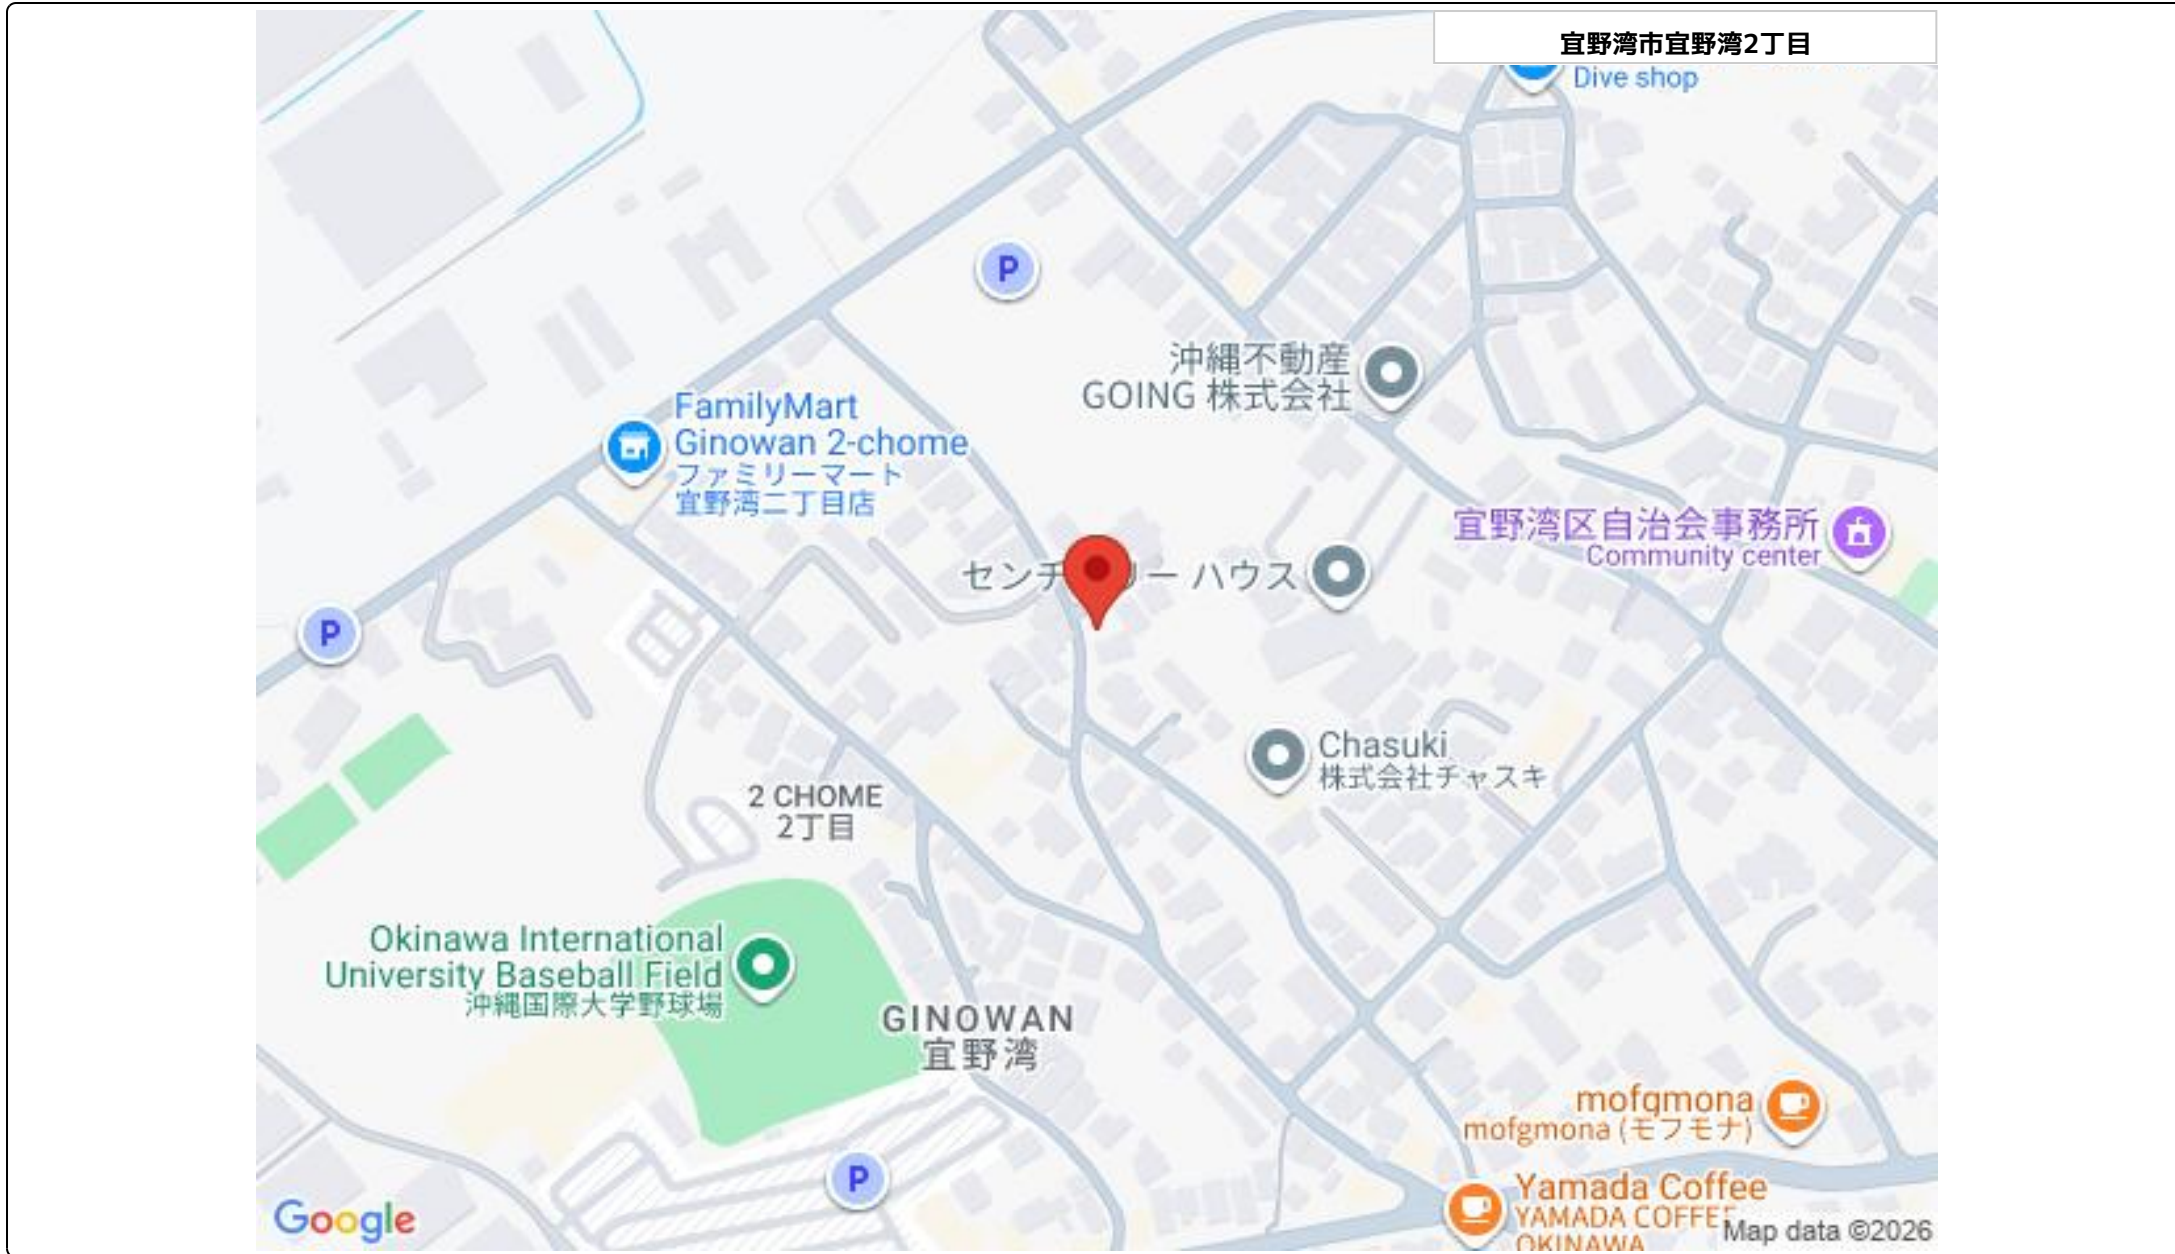 宜野湾市宜野湾2丁目
Dive shop
P
沖縄不動産
GOING 株式会社
FamilyMart
Ginowan 2-chome
ファミリーマート
宜野湾二丁目店
宜野湾区自治会事務所
Community center
ー ハウス
P
Chasuki
株式会社チャスキ
2 CHOME
2丁目
Okinawa International
University Baseball Field
沖縄国際大学野球場
GINOWAN
宜野湾
mofgmona
mofgmona (モフモナ)
P
Yamada Coffee
YAMADA COFFEE
OKINAWA
Google
Map data ©2026